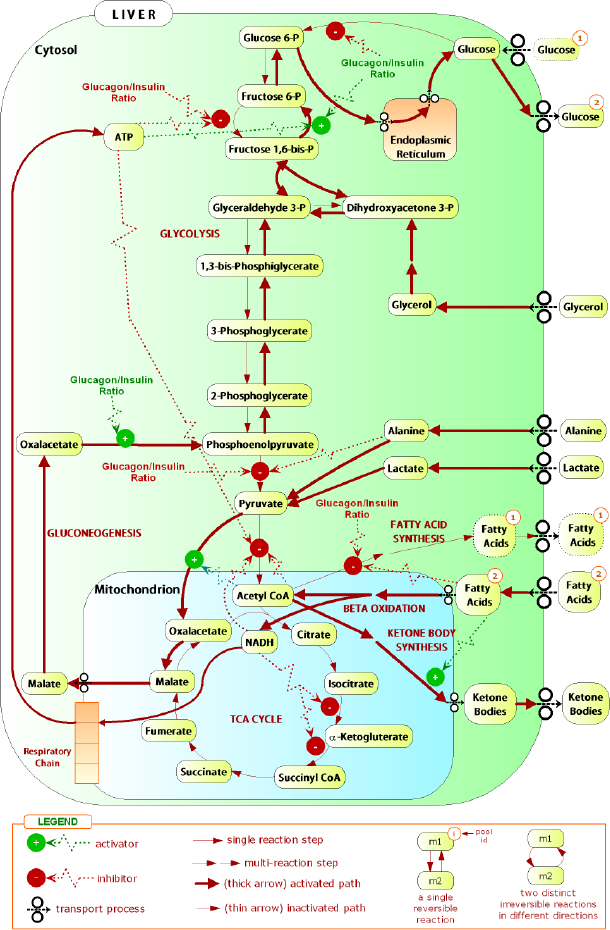 LIVER
Cytosol
Glucose 6-P
Glucose
Glucose
1
Glucagon/Insulin
Ratio
Glucagon/Insulin
Ratio
Fructose 6-P
2
Glucose
ATP
-
-
+
Fructose 1,6-bis-P
Endoplasmic
Reticulum
Glyceraldehyde 3-P
Dihydroxyacetone 3-P
GLYCOLYSIS
1,3-bis-Phosphiglycerate
Glycerol
Glycerol
3-Phosphoglycerate
Glucagon/Insulin
Ratio
2-Phosphoglycerate
Oxalacetate
+
Phosphoenolpyruvate
Alanine
Alanine
Glucagon/Insulin
Ratio
-
Lactate
Lactate
Pyruvate
Glucagon/Insulin
Ratio
GLUCONEOGENESIS
FATTY ACID
SYNTHESIS
Fatty
Acids
1
Fatty
Acids
1
-
+
-
Mitochondrion
Acetyl CoA
BETA OXIDATION
Fatty
Acids
2
Fatty
Acids
2
Oxalacetate
NADH
Citrate
KETONE BODY
SYNTHESIS
+
Malate
Malate
Isocitrate
Ketone
Bodies
Ketone
Bodies
-
TCA CYCLE
Respiratory
Chain
Fumerate
α-Ketogluterate
-
Succinate
Succinyl CoA
LEGEND
+ activator
- inhibitor
transport process
single reaction step
multi-reaction step
(thick arrow) activated path
(thin arrow) inactivated path
m1
i
pool
id
m2
a single
reversible
reaction
m1
m2
two distinct
irreversible reactions
in different directions